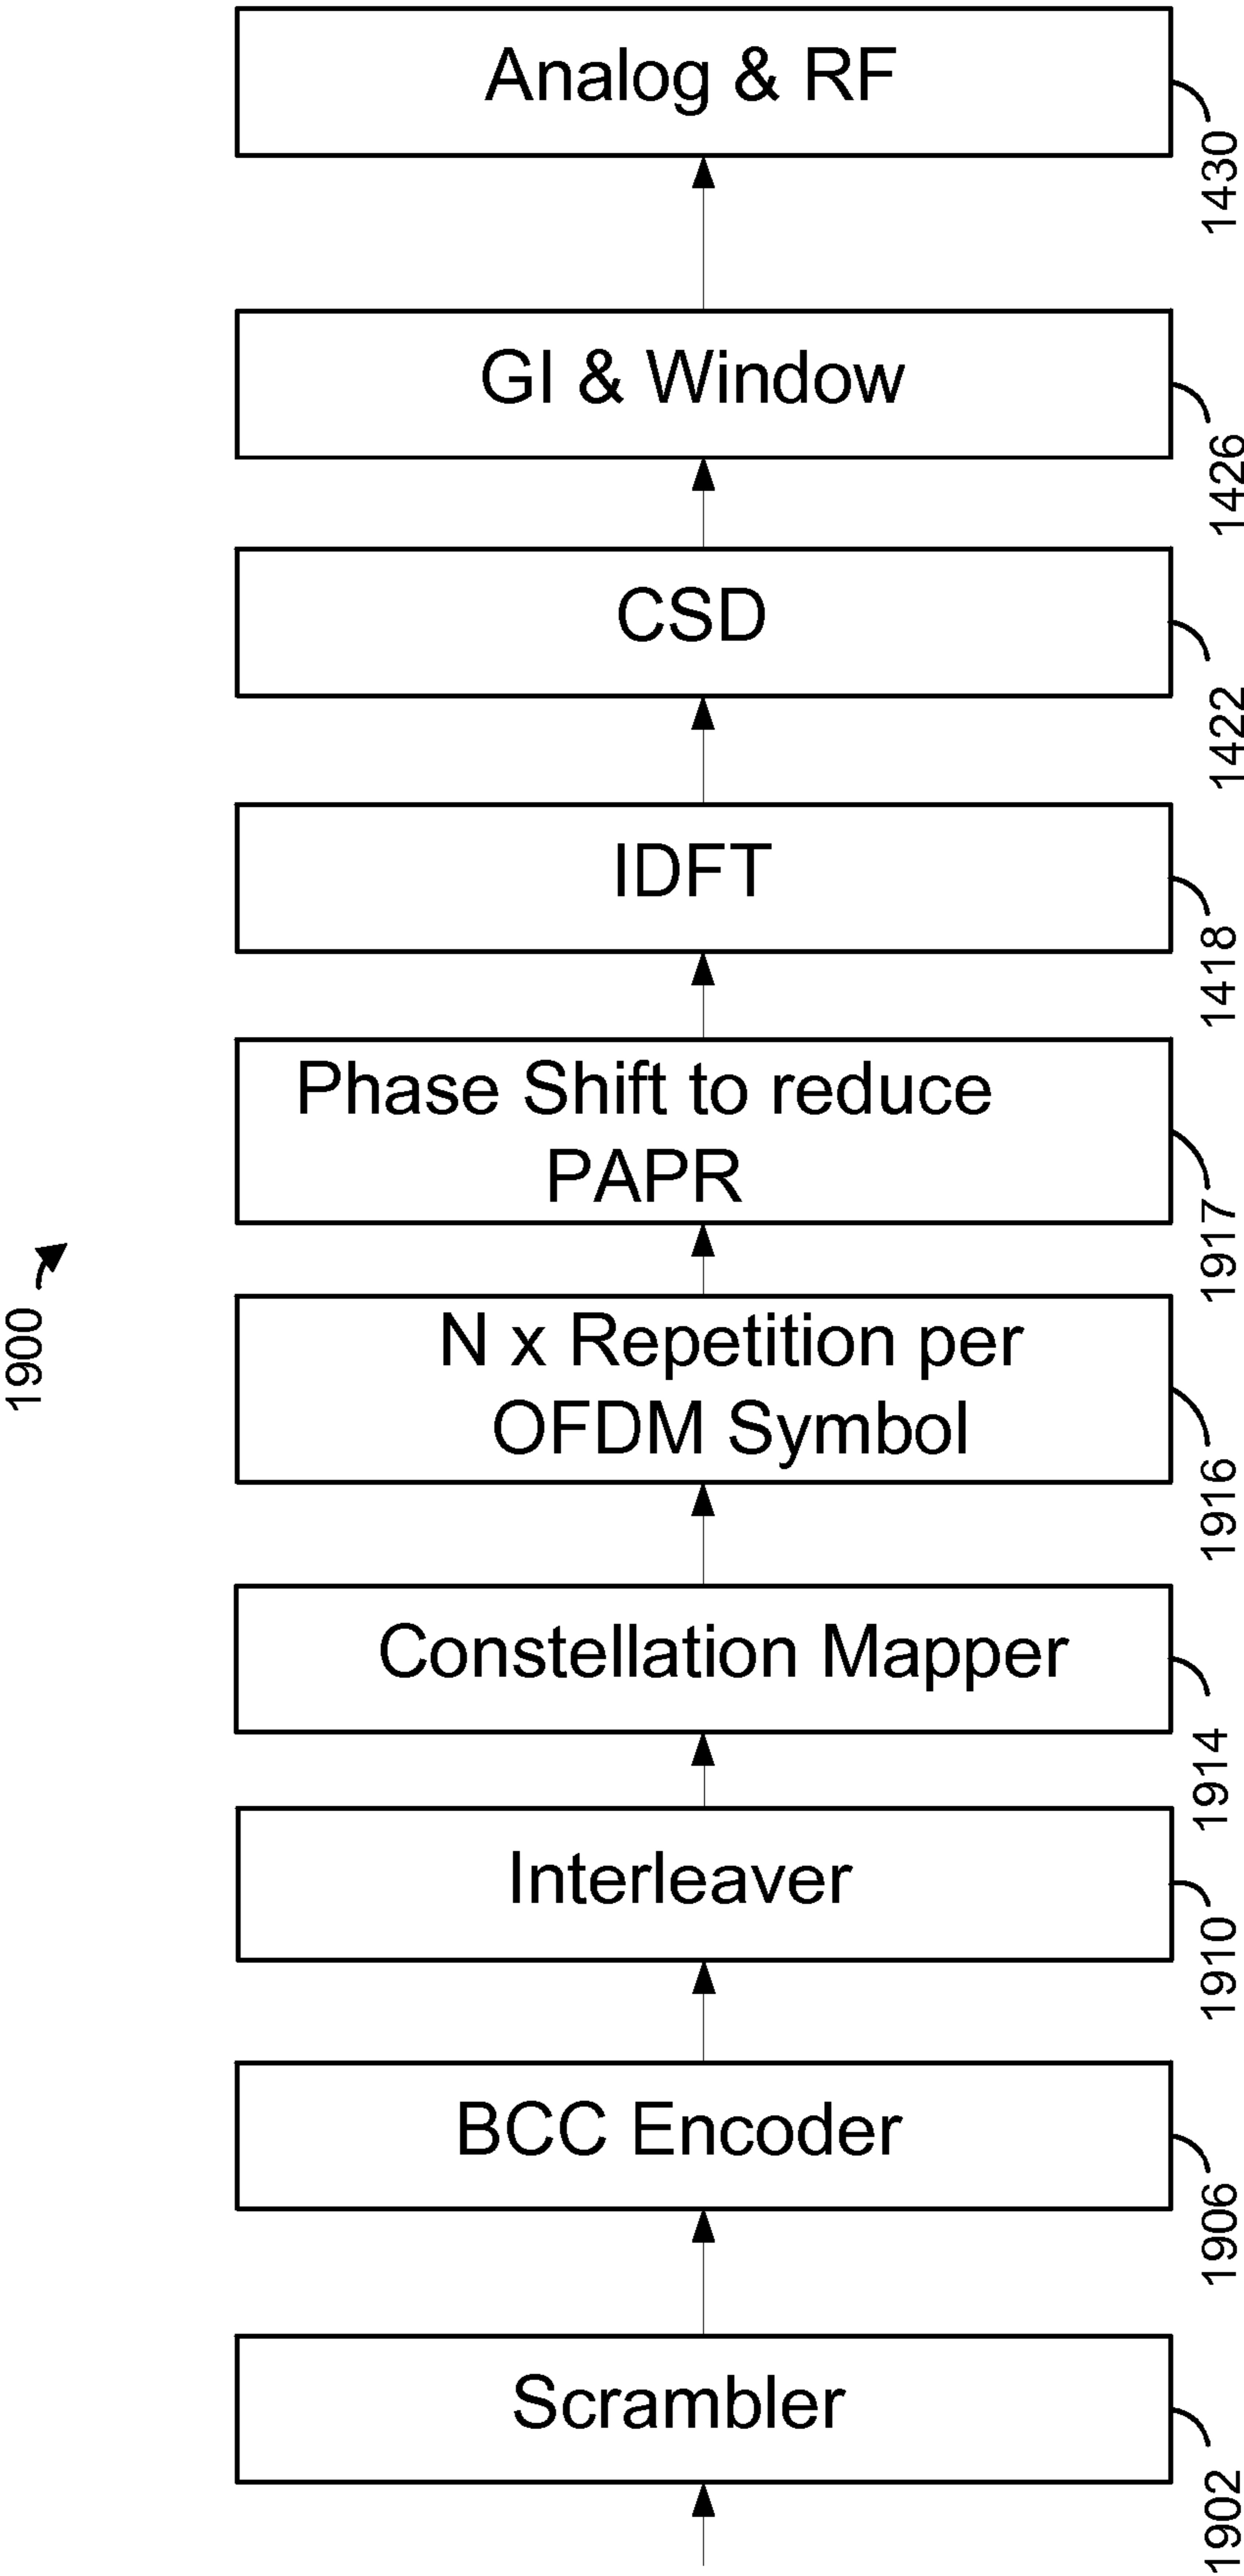 Analog & RF
1430
GI & Window
1426
CSD
1422
IDFT
1418
Phase Shift to reduce
PAPR
1917
1900
N x Repetition per
OFDM Symbol
1916
Constellation Mapper
1914
Interleaver
1910
BCC Encoder
1906
Scrambler
1902